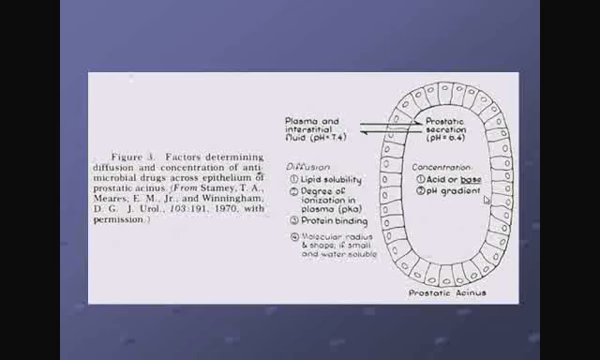 Figure 3. Factors determining
diffusion and concentration of anti-
microbial drugs across epithelium of
prostatic acinus. (From Stamey, T. A.,
Meares, E. M., Jr., and Winningham,
D. G. J. Urol., 103:191, 1970, with
permission.)
Plasma and
interstitial
fluid (pH=7.4)
Prostatic
secretion
(pH=6.4)
Diffusion
① Lipid solubility
② Degree of
ionization in
plasma (pka)
③ Protein binding
④ Molecular radius
& shape, if small
and water soluble
Concentration
① Acid or base
② pH gradient
Prostatic Acinus